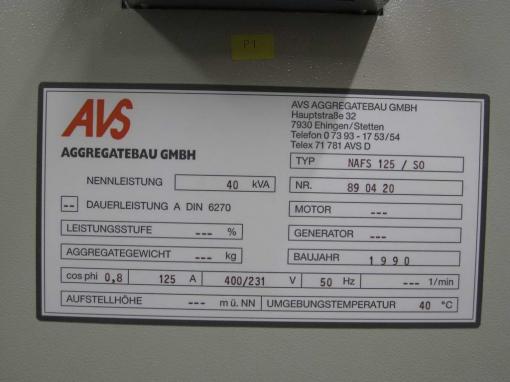 P1
AVS
AGGREGATEBAU GMBH
AVS AGGREGATEBAU GMBH
Hauptstraße 32
7930 Ehingen/Stetten
Telefon 0 73 93 - 17 53/54
Telex 71 781 AVS D
TYP NAFS 125 / SO
NENNLEISTUNG 40 kVA
NR. 89 04 20
-- DAUERLEISTUNG A DIN 6270
MOTOR ---
LEISTUNGSSTUFE --- %
GENERATOR ---
AGGREGATEGEWICHT --- kg
BAUJAHR 1990
cos phi 0,8 125 A 400/231 V 50 Hz --- 1/min
AUFSTELLHÖHE --- m ü. NN UMGEBUNGSTEMPERATUR 40 °C